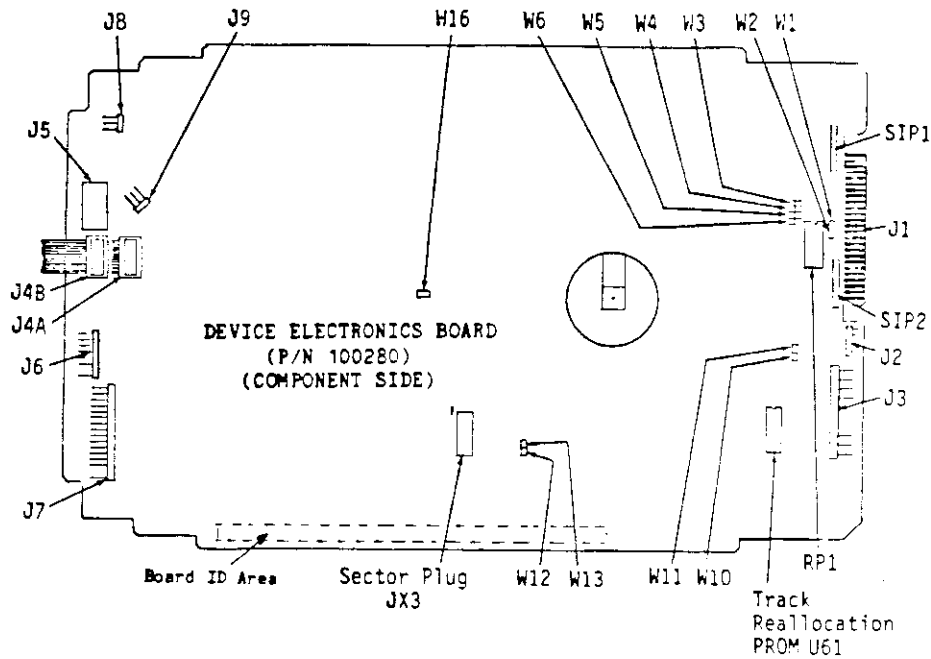 J8
J9
H16
W6
W5
W4
W3
W2
W1
J5
SIP1
J1
J4B
J4A
SIP2
J6
J2
J3
DEVICE ELECTRONICS BOARD
(P/N 100280)
(COMPONENT SIDE)
J7
Board ID Area
Sector Plug
JX3
W12
W13
W11
W10
RP1
Track
Reallocation
PROM U61